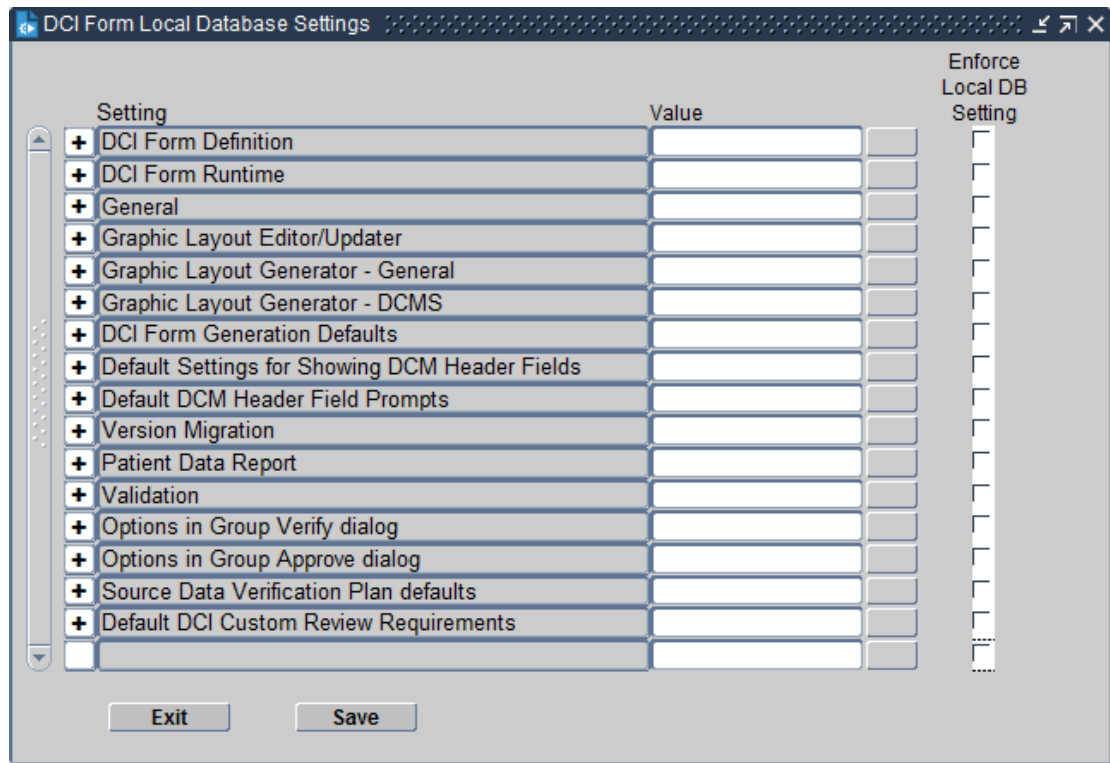 DCI Form Local Database Settings
Enforce
Local DB
Setting Value Setting
+ DCI Form Definition
+ DCI Form Runtime
+ General
+ Graphic Layout Editor/Updater
+ Graphic Layout Generator - General
+ Graphic Layout Generator - DCMS
+ DCI Form Generation Defaults
+ Default Settings for Showing DCM Header Fields
+ Default DCM Header Field Prompts
+ Version Migration
+ Patient Data Report
+ Validation
+ Options in Group Verify dialog
+ Options in Group Approve dialog
+ Source Data Verification Plan defaults
+ Default DCI Custom Review Requirements
Exit Save